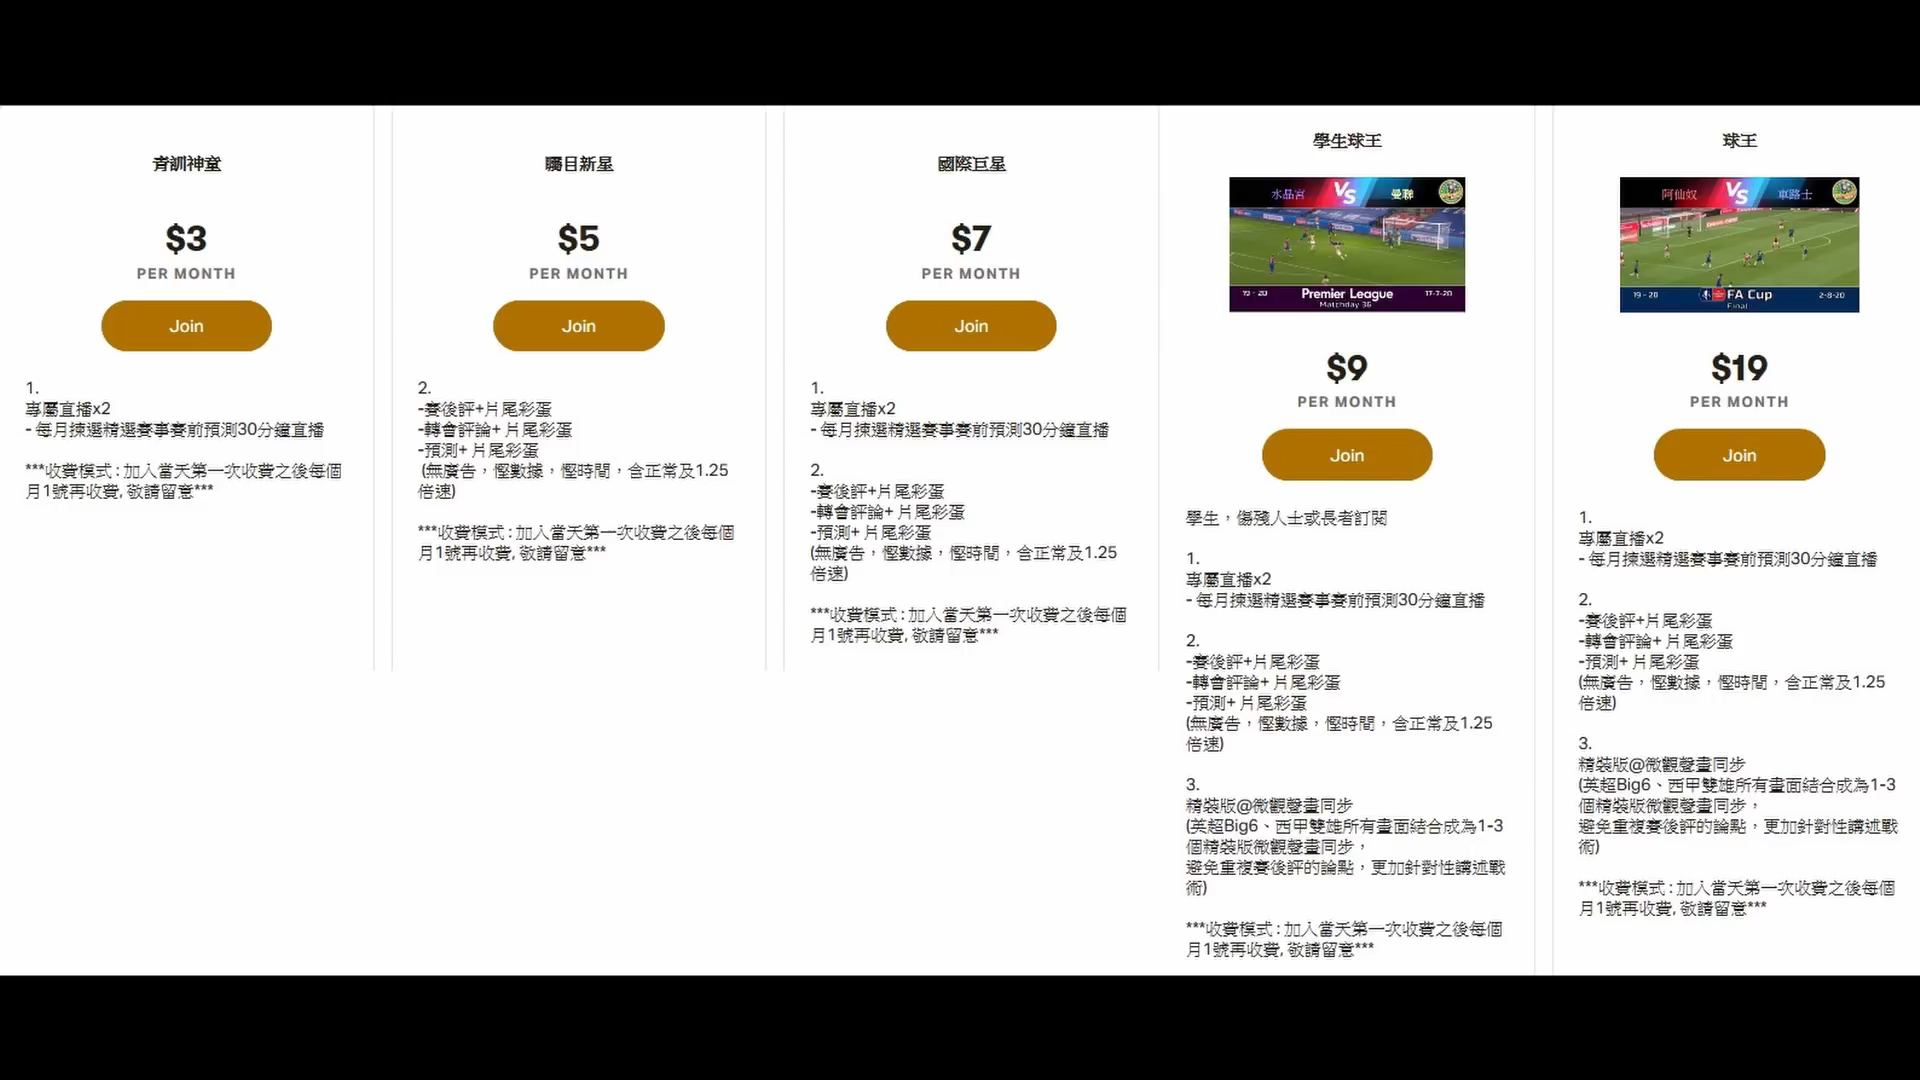 青訓神童
$3
PER MONTH
Join
1.
專屬直播x2
- 每月揀選精選賽事賽前預測30分鐘直播
***收費模式 : 加入當天第一次收費之後每個
月1號再收費, 敬請留意***
矚目新星
$5
PER MONTH
Join
2.
-賽後評+片尾彩蛋
-轉會評論+ 片尾彩蛋
-預測+ 片尾彩蛋
(無廣告，慳數據，慳時間，含正常及1.25
倍速)
***收費模式 : 加入當天第一次收費之後每個
月1號再收費, 敬請留意***
國際巨星
$7
PER MONTH
Join
1.
專屬直播x2
- 每月揀選精選賽事賽前預測30分鐘直播
2.
-賽後評+片尾彩蛋
-轉會評論+ 片尾彩蛋
-預測+ 片尾彩蛋
(無廣告，慳數據，慳時間，含正常及1.25
倍速)
***收費模式 : 加入當天第一次收費之後每個
月1號再收費, 敬請留意***
學生球王
水晶宮 VS 曼聯
19 - 20 Premier League 17-7-20
Matchday 36
$9
PER MONTH
Join
學生，傷殘人士或長者訂閱
1.
專屬直播x2
- 每月揀選精選賽事賽前預測30分鐘直播
2.
-賽後評+片尾彩蛋
-轉會評論+ 片尾彩蛋
-預測+ 片尾彩蛋
(無廣告，慳數據，慳時間，含正常及1.25
倍速)
3.
精裝版@微觀聲畫同步
(英超Big6、西甲雙雄所有畫面結合成為1-3
個精裝版微觀聲畫同步，
避免重複賽後評的論點，更加針對性講述戰
術)
***收費模式 : 加入當天第一次收費之後每個
月1號再收費, 敬請留意***
球王
阿仙奴 VS 車路士
19 - 20 FA Cup 2-8-20
Final
$19
PER MONTH
Join
1.
專屬直播x2
- 每月揀選精選賽事賽前預測30分鐘直播
2.
-賽後評+片尾彩蛋
-轉會評論+ 片尾彩蛋
-預測+ 片尾彩蛋
(無廣告，慳數據，慳時間，含正常及1.25
倍速)
3.
精裝版@微觀聲畫同步
(英超Big6、西甲雙雄所有畫面結合成為1-3
個精裝版微觀聲畫同步，
避免重複賽後評的論點，更加針對性講述戰
術)
***收費模式 : 加入當天第一次收費之後每個
月1號再收費, 敬請留意***